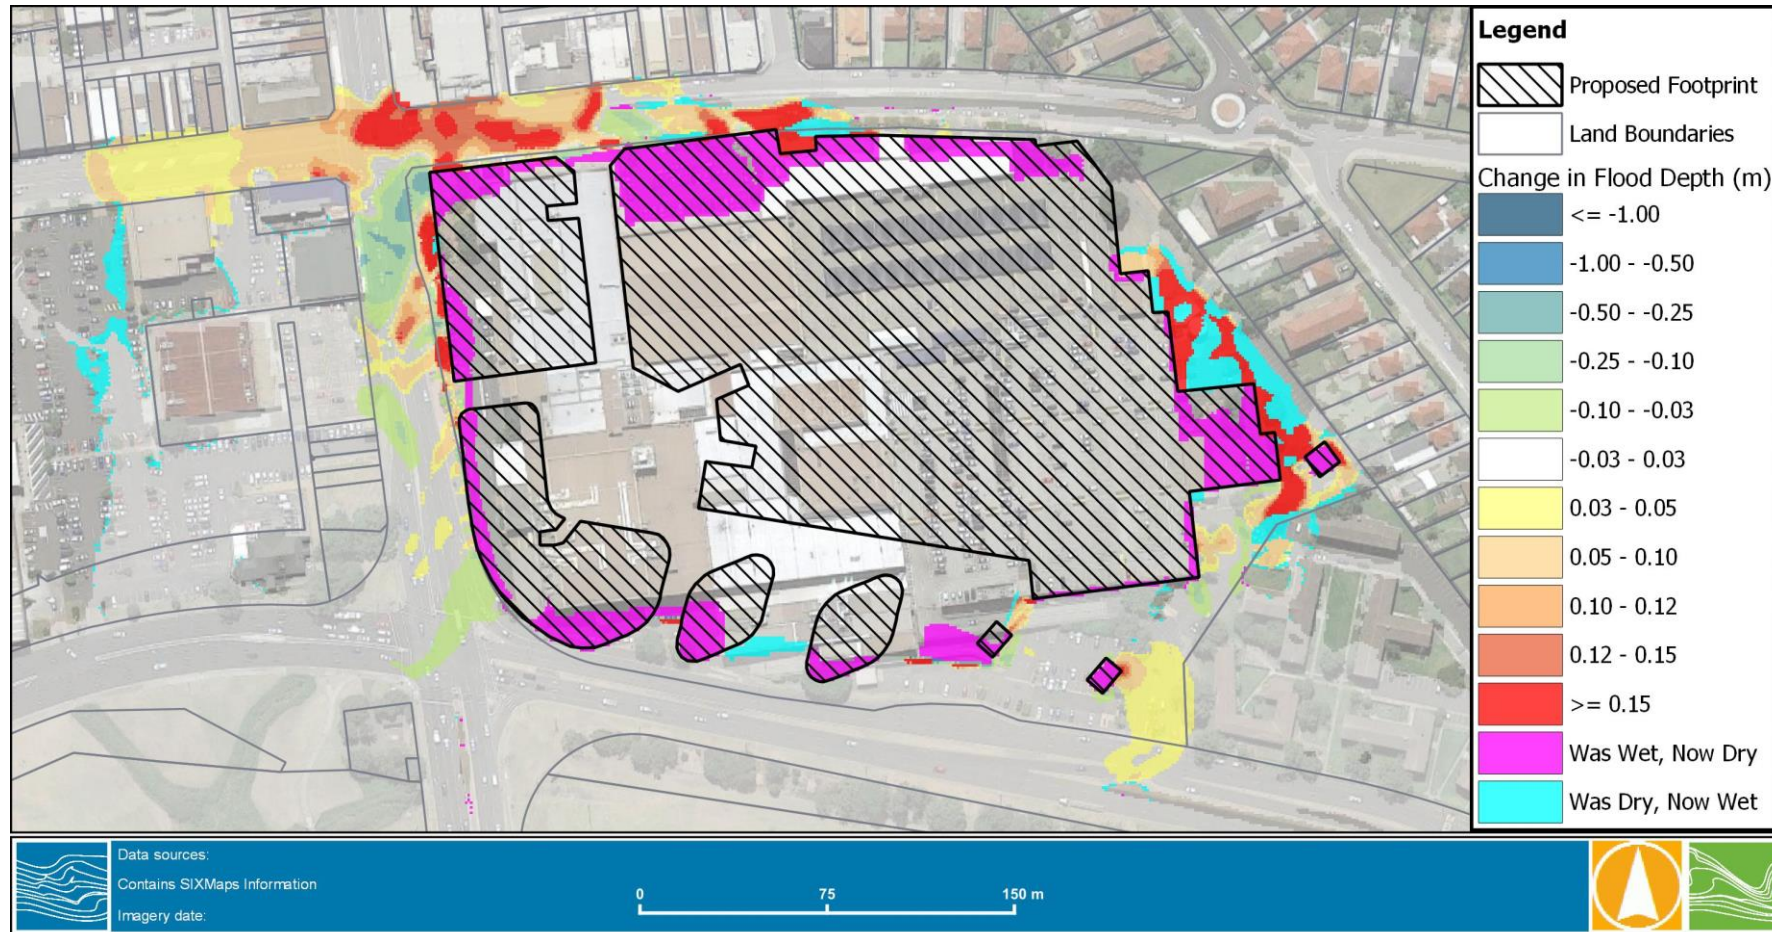 Legend
Proposed Footprint
Land Boundaries
Change in Flood Depth (m)
<= -1.00
-1.00 - -0.50
-0.50 - -0.25
-0.25 - -0.10
-0.10 - -0.03
-0.03 - 0.03
0.03 - 0.05
0.05 - 0.10
0.10 - 0.12
0.12 - 0.15
>= 0.15
Was Wet, Now Dry
Was Dry, Now Wet
Data sources:
Contains SIXMaps Information
Imagery date:
0 75 150 m